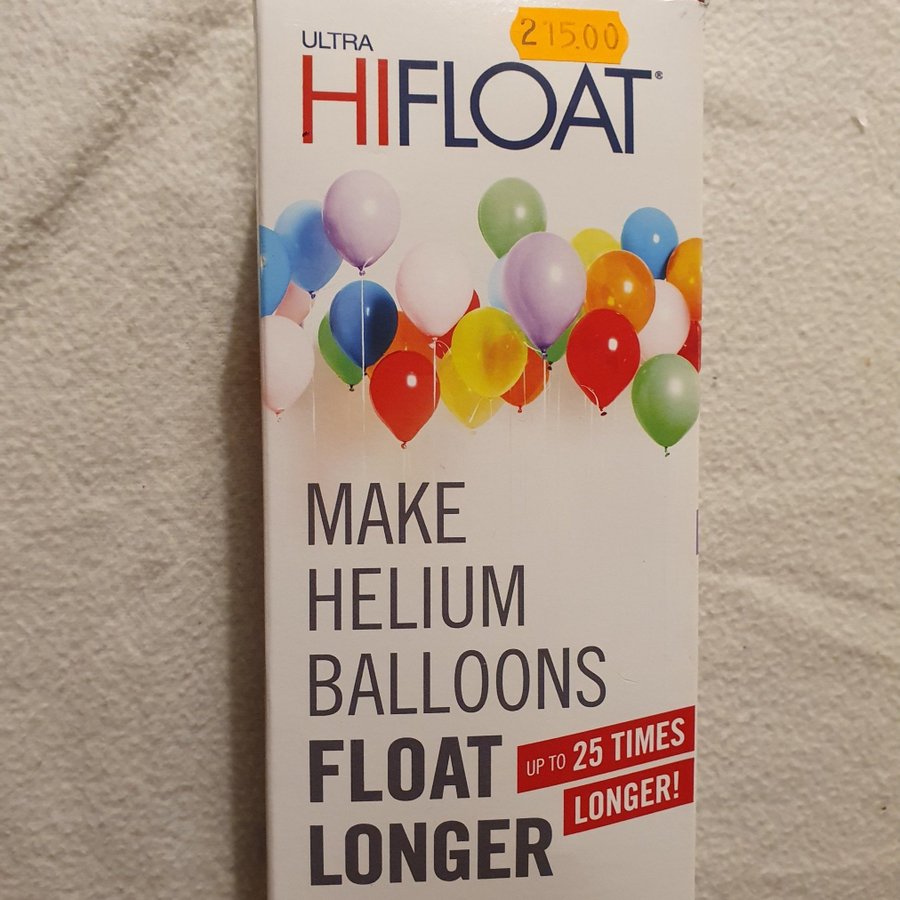 215.00
ULTRA
HIFLOAT®
MAKE
HELIUM
BALLOONS
FLOAT
LONGER
UP TO 25 TIMES
LONGER!